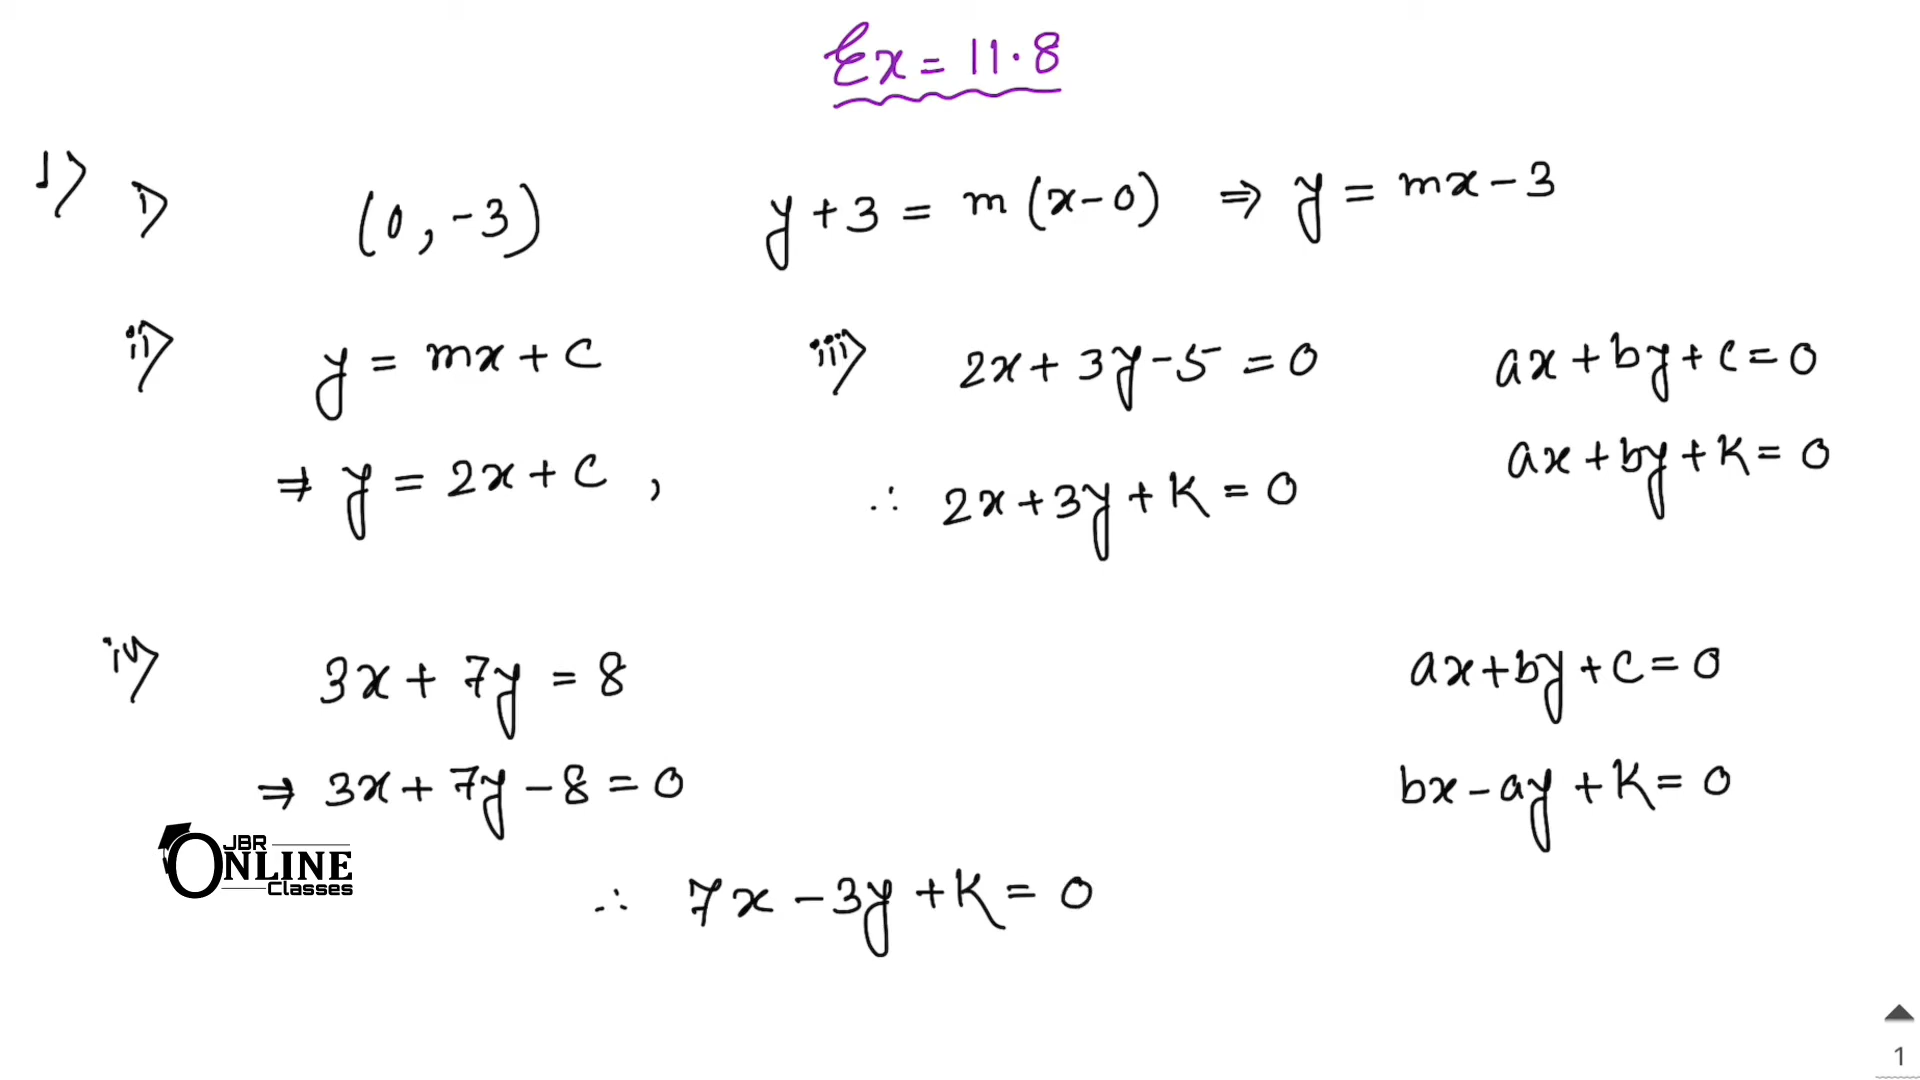 Ex = 11.8
1) i) (0, -3) y + 3 = m (x - 0) ⇒ y = mx - 3
ii) y = mx + c iii) 2x + 3y - 5 = 0 ax + by + c = 0
⇒ y = 2x + c , ∴ 2x + 3y + K = 0 ax + by + K = 0
iv) 3x + 7y = 8 ax + by + c = 0
⇒ 3x + 7y - 8 = 0 bx - ay + K = 0
JBR
ONLINE
Classes
∴ 7x - 3y + K = 0
1